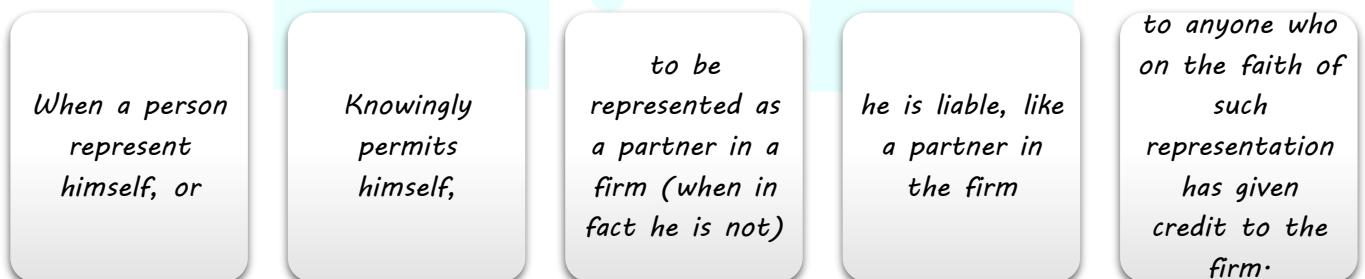 When a person
represent
himself, or
Knowingly
permits
himself,
to be
represented as
a partner in a
firm (when in
fact he is not)
he is liable, like
a partner in
the firm
to anyone who
on the faith of
such
representation
has given
credit to the
firm.